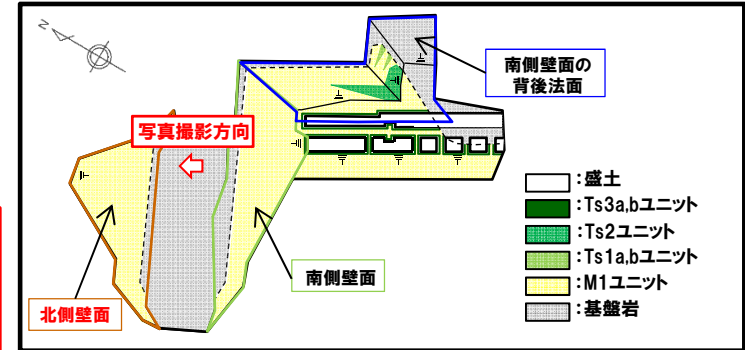 N
南側壁面の
背後法面
写真撮影方向
:盛土
:Ts3a,bユニット
:Ts2ユニット
:Ts1a,bユニット
:M1ユニット
:基盤岩
南側壁面
北側壁面